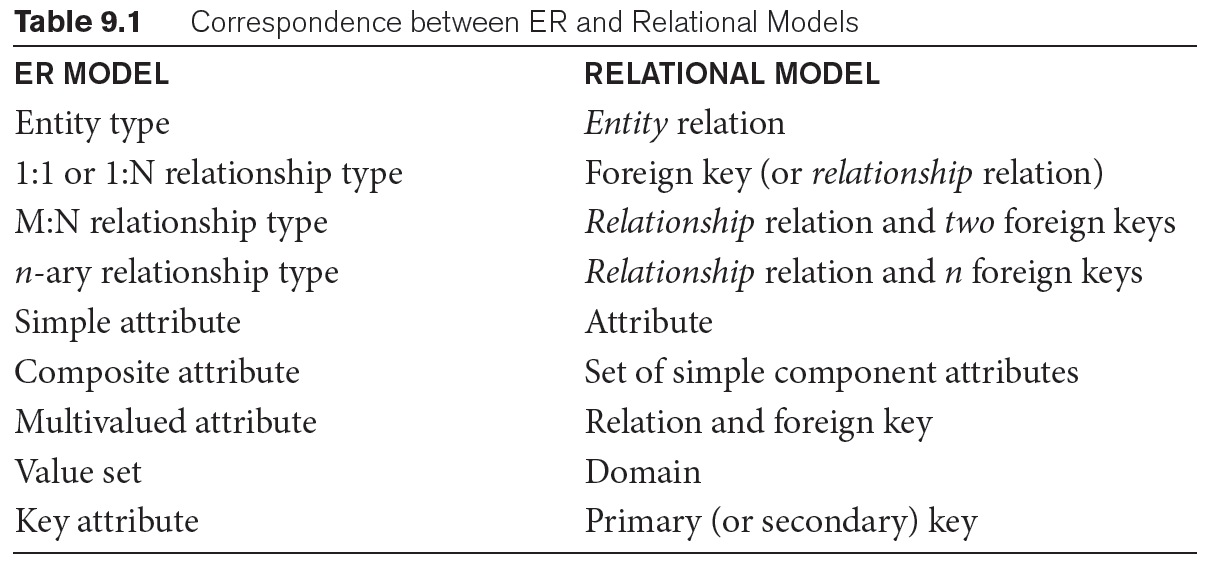 Table 9.1 Correspondence between ER and Relational Models
ER MODEL RELATIONAL MODEL
Entity type Entity relation
1:1 or 1:N relationship type Foreign key (or relationship relation)
M:N relationship type Relationship relation and two foreign keys
n-ary relationship type Relationship relation and n foreign keys
Simple attribute Attribute
Composite attribute Set of simple component attributes
Multivalued attribute Relation and foreign key
Value set Domain
Key attribute Primary (or secondary) key